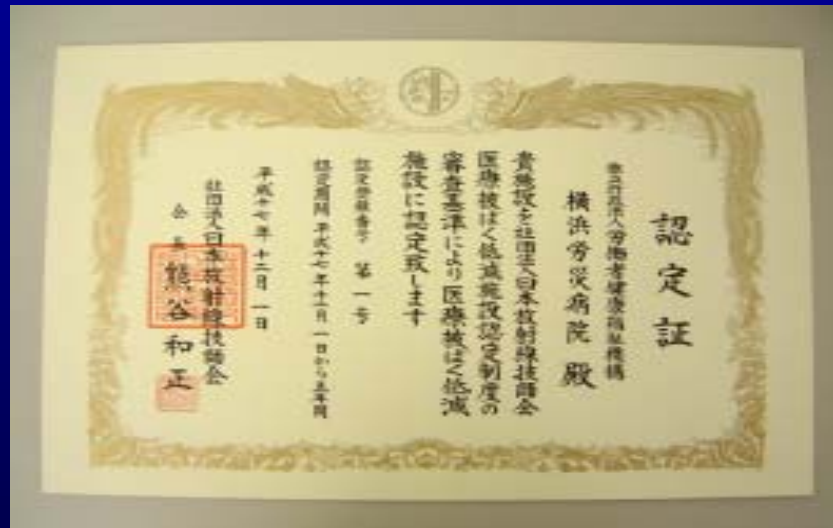 認定証
独立行政法人労働者健康福祉機構
横浜労災病院 殿
貴施設を社団法人日本放射線技師会
医療被ばく低減施設認定制度の
審査基準により医療被ばく低減
施設に認定致します
認定登録番号 第一号
認定期間 平成十七年十二月一日から五年間
平成十七年十二月一日
社団法人日本放射線技師会
会長 熊谷和正